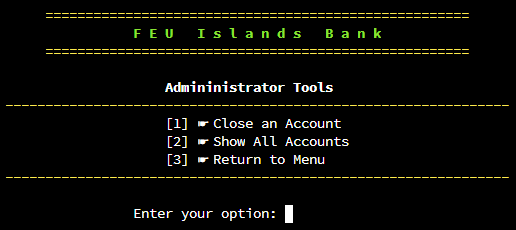 F E U  I s l a n d s  B a n k
Admininistrator Tools
[1] ☛ Close an Account
[2] ☛ Show All Accounts
[3] ☛ Return to Menu
Enter your option: